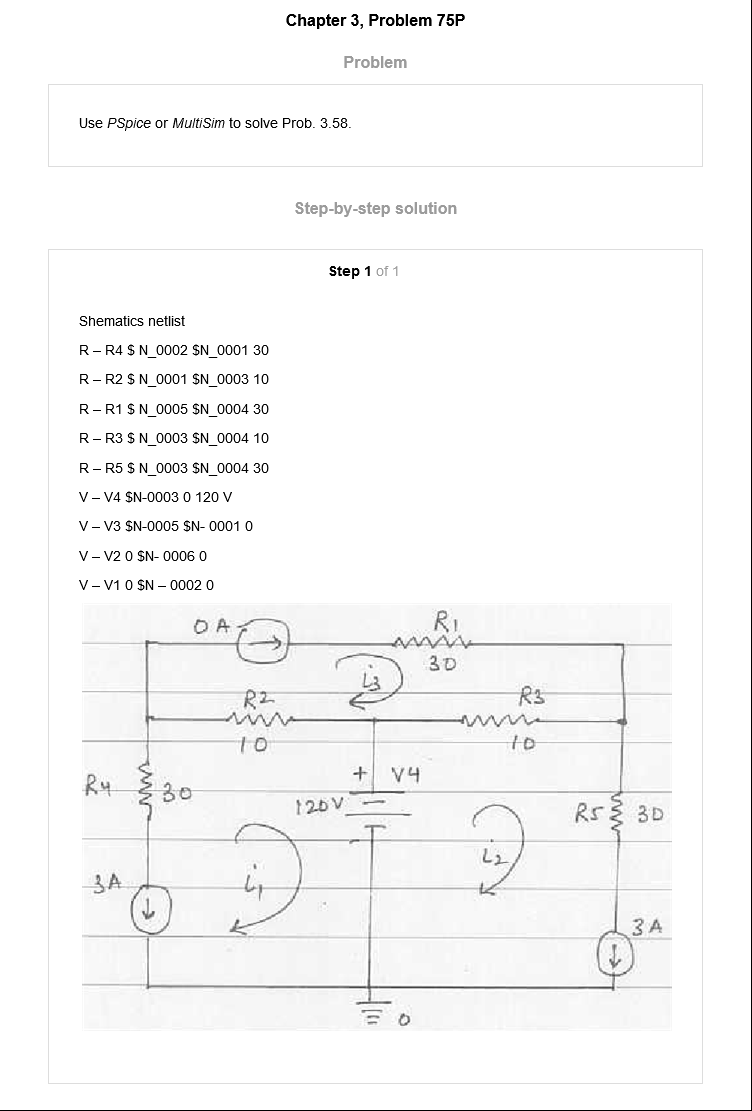 Chapter 3, Problem 75P
Problem
Use PSpice or MultiSim to solve Prob. 3.58.
Step-by-step solution
Step 1 of 1
Shematics netlist
R – R4 $ N_0002 $N_0001 30
R – R2 $ N_0001 $N_0003 10
R – R1 $ N_0005 $N_0004 30
R – R3 $ N_0003 $N_0004 10
R – R5 $ N_0003 $N_0004 30
V – V4 $N-0003 0 120 V
V – V3 $N-0005 $N- 0001 0
V – V2 0 $N- 0006 0
V – V1 0 $N – 0002 0
0 A
R1
30
i3
R2
10
R3
10
R4
30
+ V4
120V
R5 30
i2
3A
i1
3 A
0